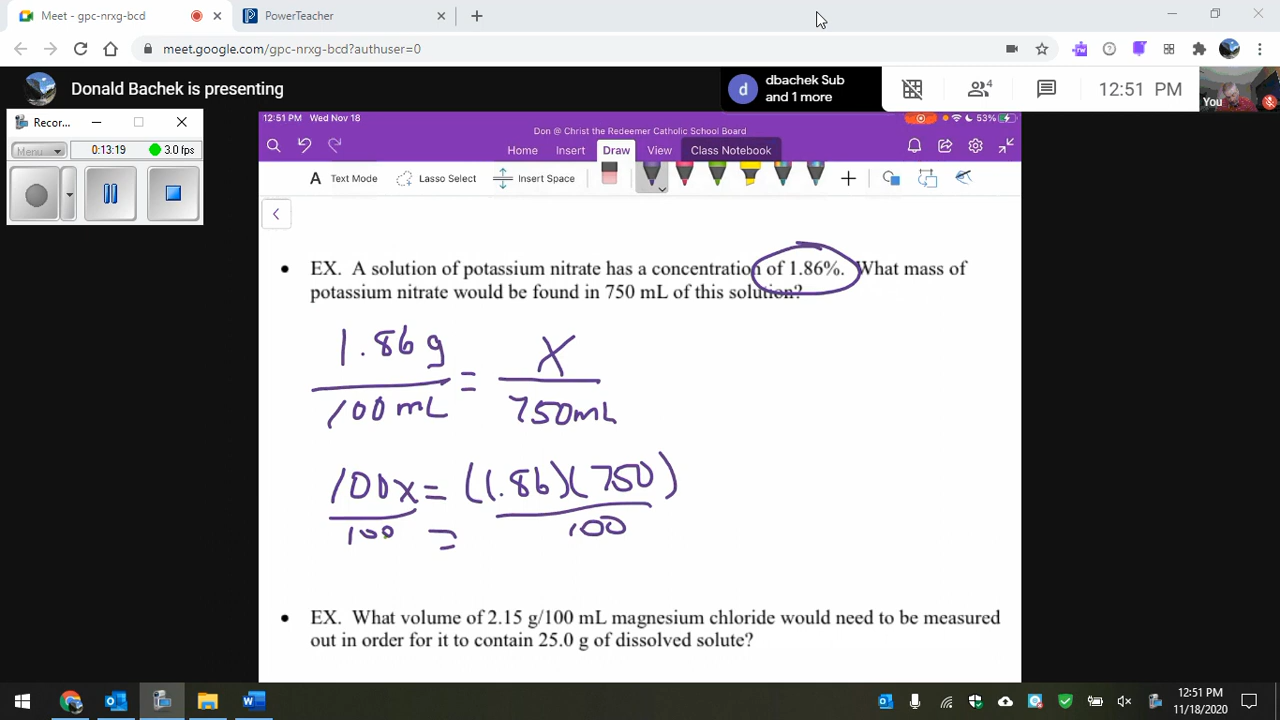 Meet - gpc-nrxg-bcd
PowerTeacher
meet.google.com/gpc-nrxg-bcd?authuser=0
Donald Bachek is presenting
d
dbachek Sub
and 1 more
4
12:51 PM
You
Recor...
Menu
0:13:19
3.0 fps
12:51 PM Wed Nov 18
53%
Don @ Christ the Redeemer Catholic School Board
Home
Insert
Draw
View
Class Notebook
A Text Mode
Lasso Select
Insert Space
• EX. A solution of potassium nitrate has a concentration of 1.86%. What mass of
potassium nitrate would be found in 750 mL of this solution?
1.86 g
100 mL
=
X
750mL
100x = (1.86)(750)
100 = 100
• EX. What volume of 2.15 g/100 mL magnesium chloride would need to be measured
out in order for it to contain 25.0 g of dissolved solute?
12:51 PM
11/18/2020